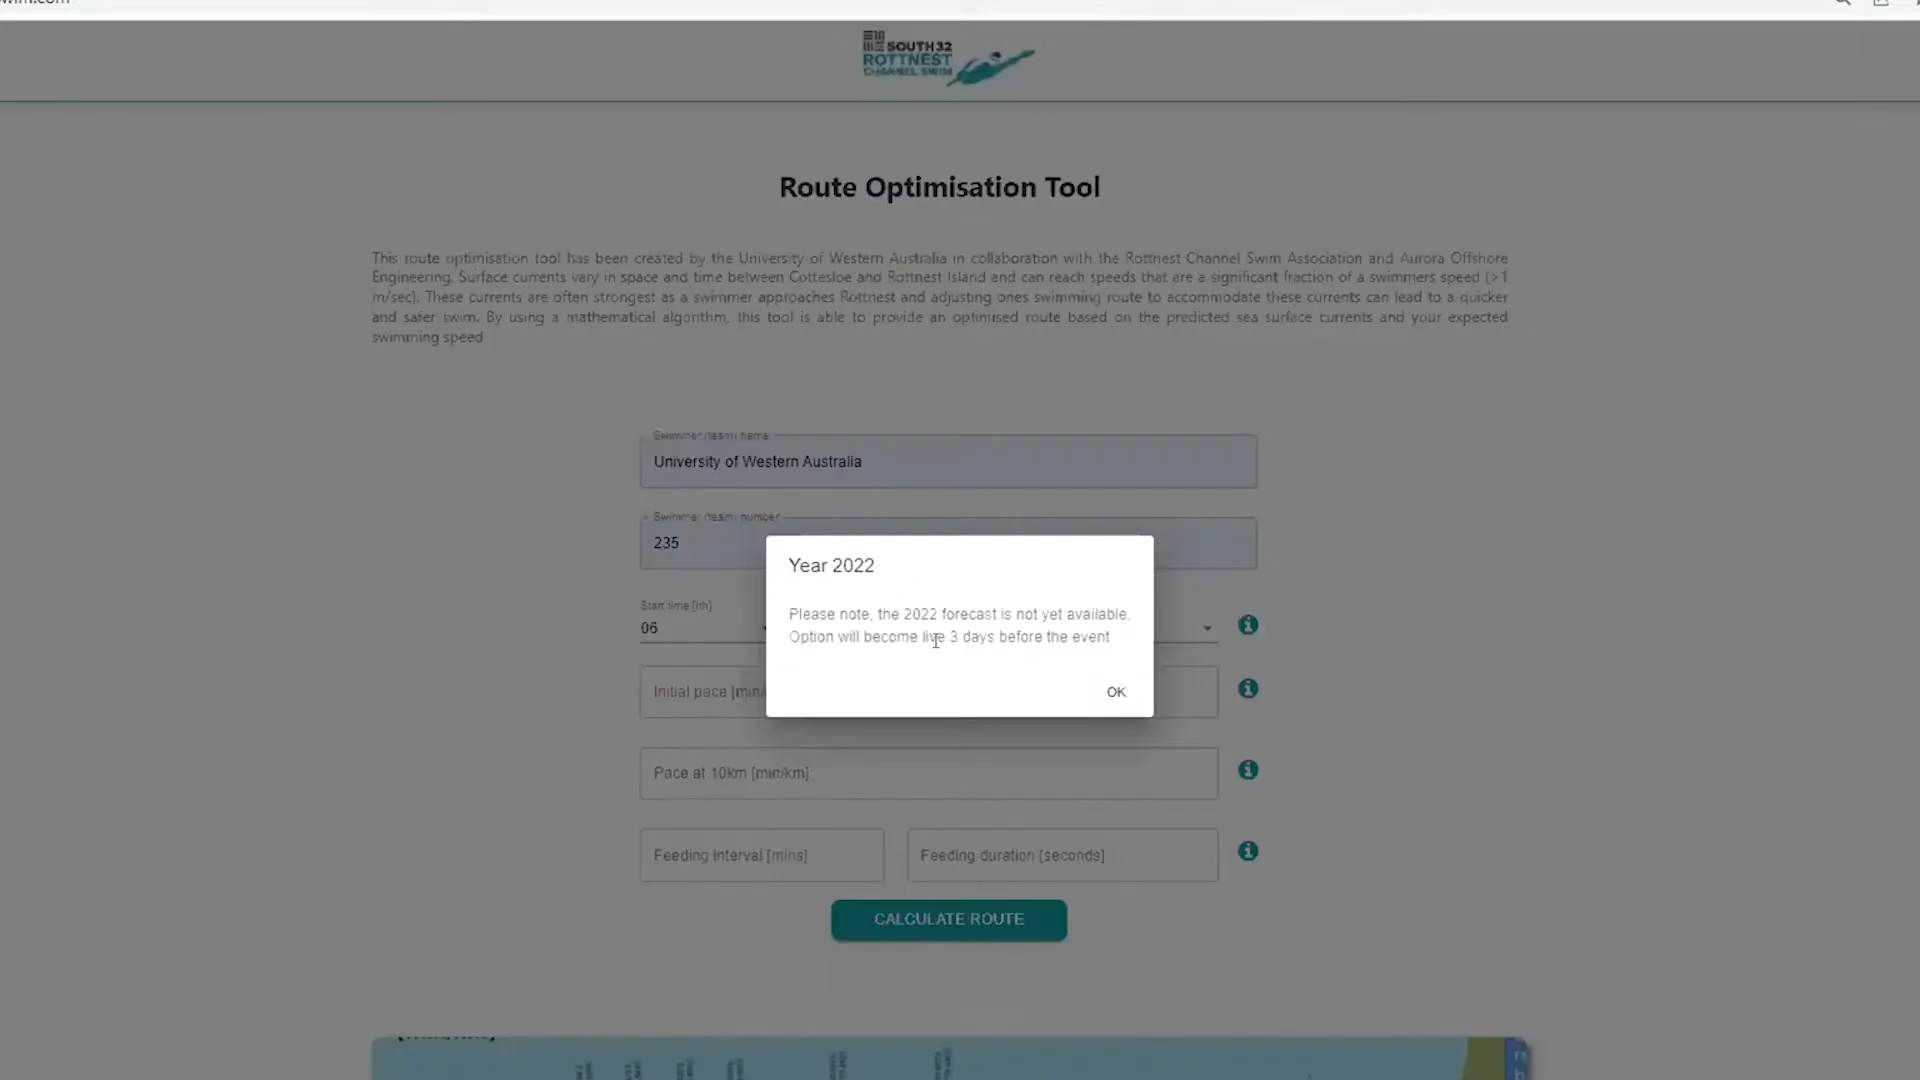 SOUTH32
ROTTNEST
CHANNEL SWIM
Route Optimisation Tool
This route optimisation tool has been created by the University of Western Australia in collaboration with the Rottnest Channel Swim Association and Aurora Offshore
Engineering. Surface currents vary in space and time between Cottesloe and Rottnest Island and can reach speeds that are a significant fraction of a swimmers speed (>1
m/sec). These currents are often strongest as a swimmer approaches Rottnest and adjusting ones swimming route to accommodate these currents can lead to a quicker
and safer swim. By using a mathematical algorithm, this tool is able to provide an optimised route based on the predicted sea surface currents and your expected
swimming speed
Swimmer (team) name
University of Western Australia
Swimmer (team) number
235
Year 2022
Please note, the 2022 forecast is not yet available.
Option will become live 3 days before the event
OK
Start time [hh]
06
Initial pace [min/
Pace at 10km [min/km]
Feeding interval [mins]
Feeding duration [seconds]
CALCULATE ROUTE